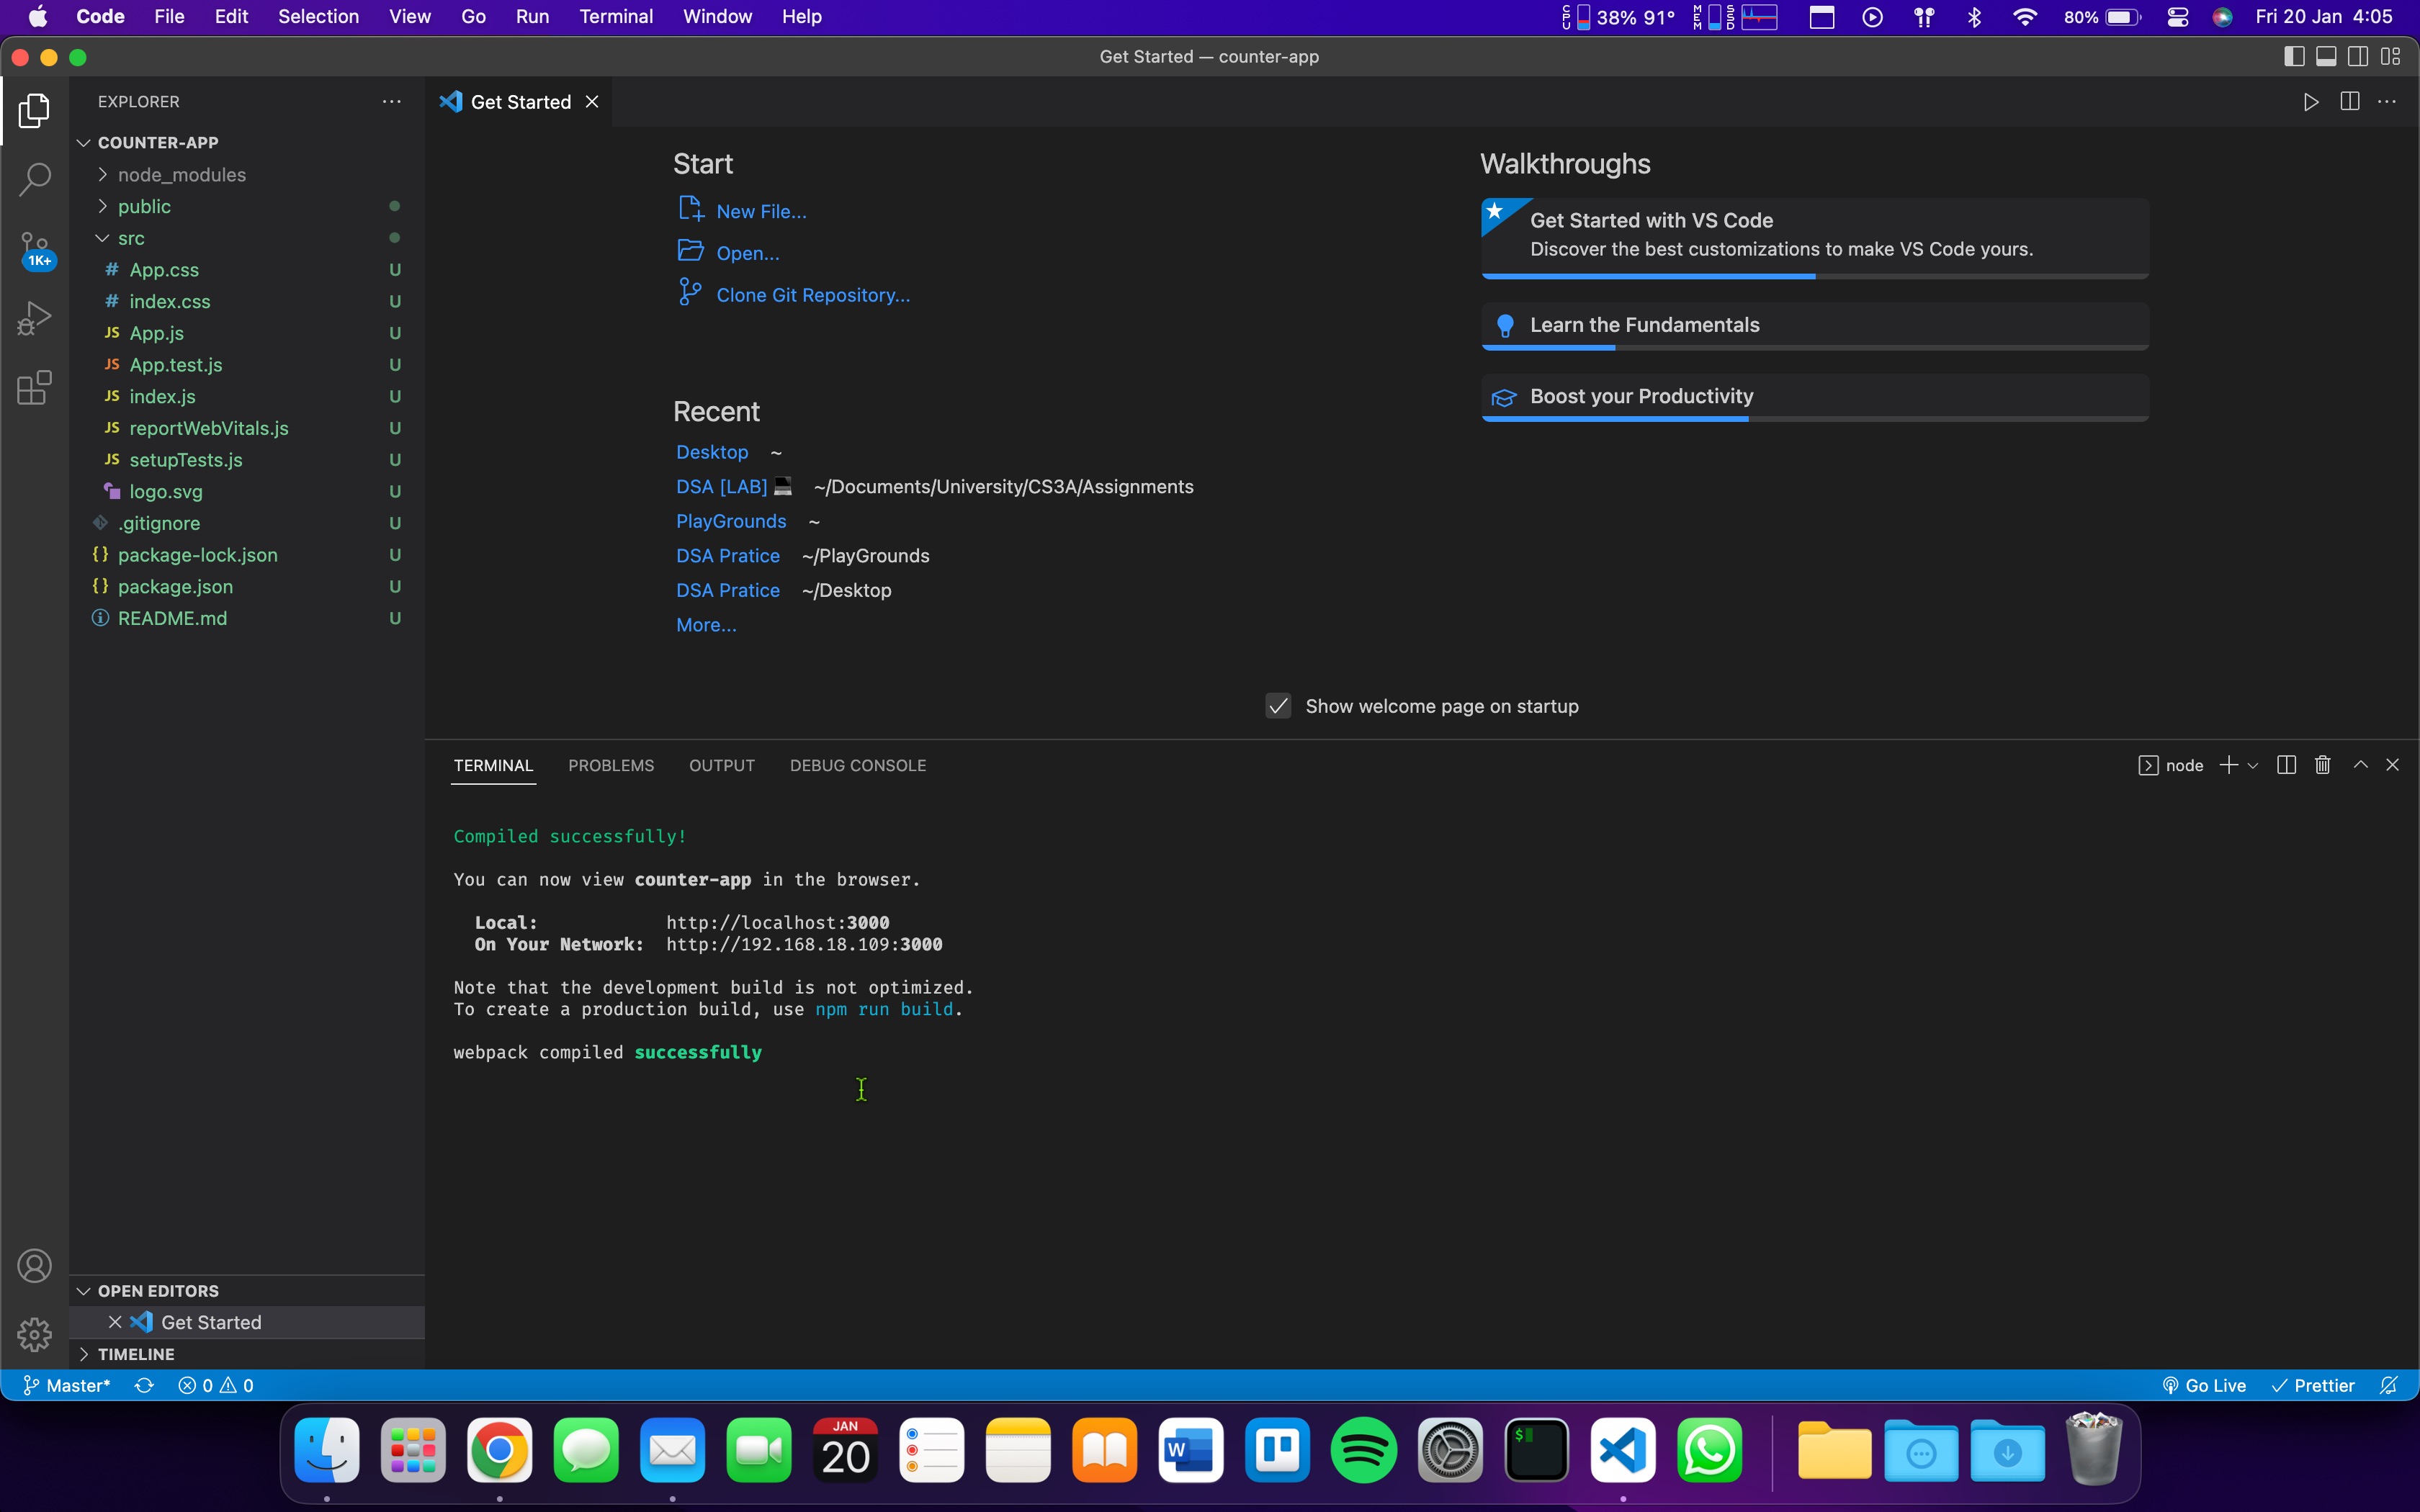 Code File Edit Selection View Go Run Terminal Window Help
CPU 38% 91° MEM SSD 80% Fri 20 Jan 4:05
Get Started — counter-app
EXPLORER
COUNTER-APP
node_modules
public
src
# App.css U
# index.css U
JS App.js U
JS App.test.js U
JS index.js U
JS reportWebVitals.js U
JS setupTests.js U
logo.svg U
.gitignore U
{} package-lock.json U
{} package.json U
README.md U
1K+
OPEN EDITORS
Get Started
TIMELINE
Get Started
Start
New File...
Open...
Clone Git Repository...
Recent
Desktop ~
DSA [LAB] 💻 ~/Documents/University/CS3A/Assignments
PlayGrounds ~
DSA Pratice ~/PlayGrounds
DSA Pratice ~/Desktop
More...
Walkthroughs
Get Started with VS Code
Discover the best customizations to make VS Code yours.
Learn the Fundamentals
Boost your Productivity
Show welcome page on startup
TERMINAL PROBLEMS OUTPUT DEBUG CONSOLE
node
Compiled successfully!
You can now view counter-app in the browser.
Local: http://localhost:3000
On Your Network: http://192.168.18.109:3000
Note that the development build is not optimized.
To create a production build, use npm run build.
webpack compiled successfully
Master* 0 0
Go Live Prettier
JAN
20
W
$